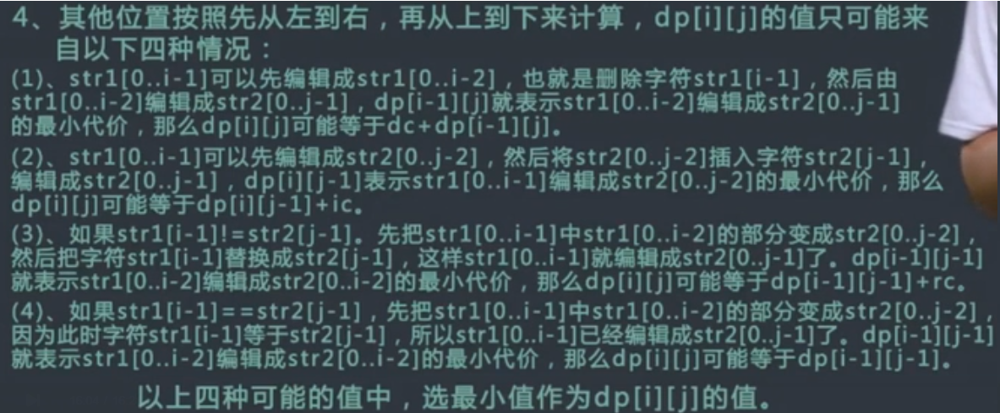 4、其他位置按照先从左到右，再从上到下来计算，dp[i][j]的值只可能来
自以下四种情况：
(1)、str1[0..i-1]可以先编辑成str1[0..i-2]，也就是删除字符str1[i-1]，然后由
str1[0..i-2]编辑成str2[0..j-1]，dp[i-1][j]就表示str1[0..i-2]编辑成str2[0..j-1]
的最小代价，那么dp[i][j]可能等于dc+dp[i-1][j]。
(2)、str1[0..i-1]可以先编辑成str2[0..j-2]，然后将str2[0..j-2]插入字符str2[j-1]，
编辑成str2[0..j-1]，dp[i][j-1]表示str1[0..i-1]编辑成str2[0..j-2]的最小代价，那么
dp[i][j]可能等于dp[i][j-1]+ic。
(3)、如果str1[i-1]!=str2[j-1]。先把str1[0..i-1]中str1[0..i-2]的部分变成str2[0..j-2]，
然后把字符str1[i-1]替换成str2[j-1]，这样str1[0..i-1]就编辑成str2[0..j-1]了。dp[i-1][j-1]
就表示str1[0..i-2]编辑成str2[0..i-2]的最小代价，那么dp[i][j]可能等于dp[i-1][j-1]+rc。
(4)、如果str1[i-1]==str2[j-1]，先把str1[0..i-1]中str1[0..i-2]的部分变成str2[0..j-2]，
因为此时字符str1[i-1]等于str2[j-1]，所以str1[0..i-1]已经编辑成str2[0..j-1]了。dp[i-1][j-1]
就表示str1[0..i-2]编辑成str2[0..i-2]的最小代价，那么dp[i][j]可能等于dp[i-1][j-1]。
以上四种可能的值中，选最小值作为dp[i][j]的值。